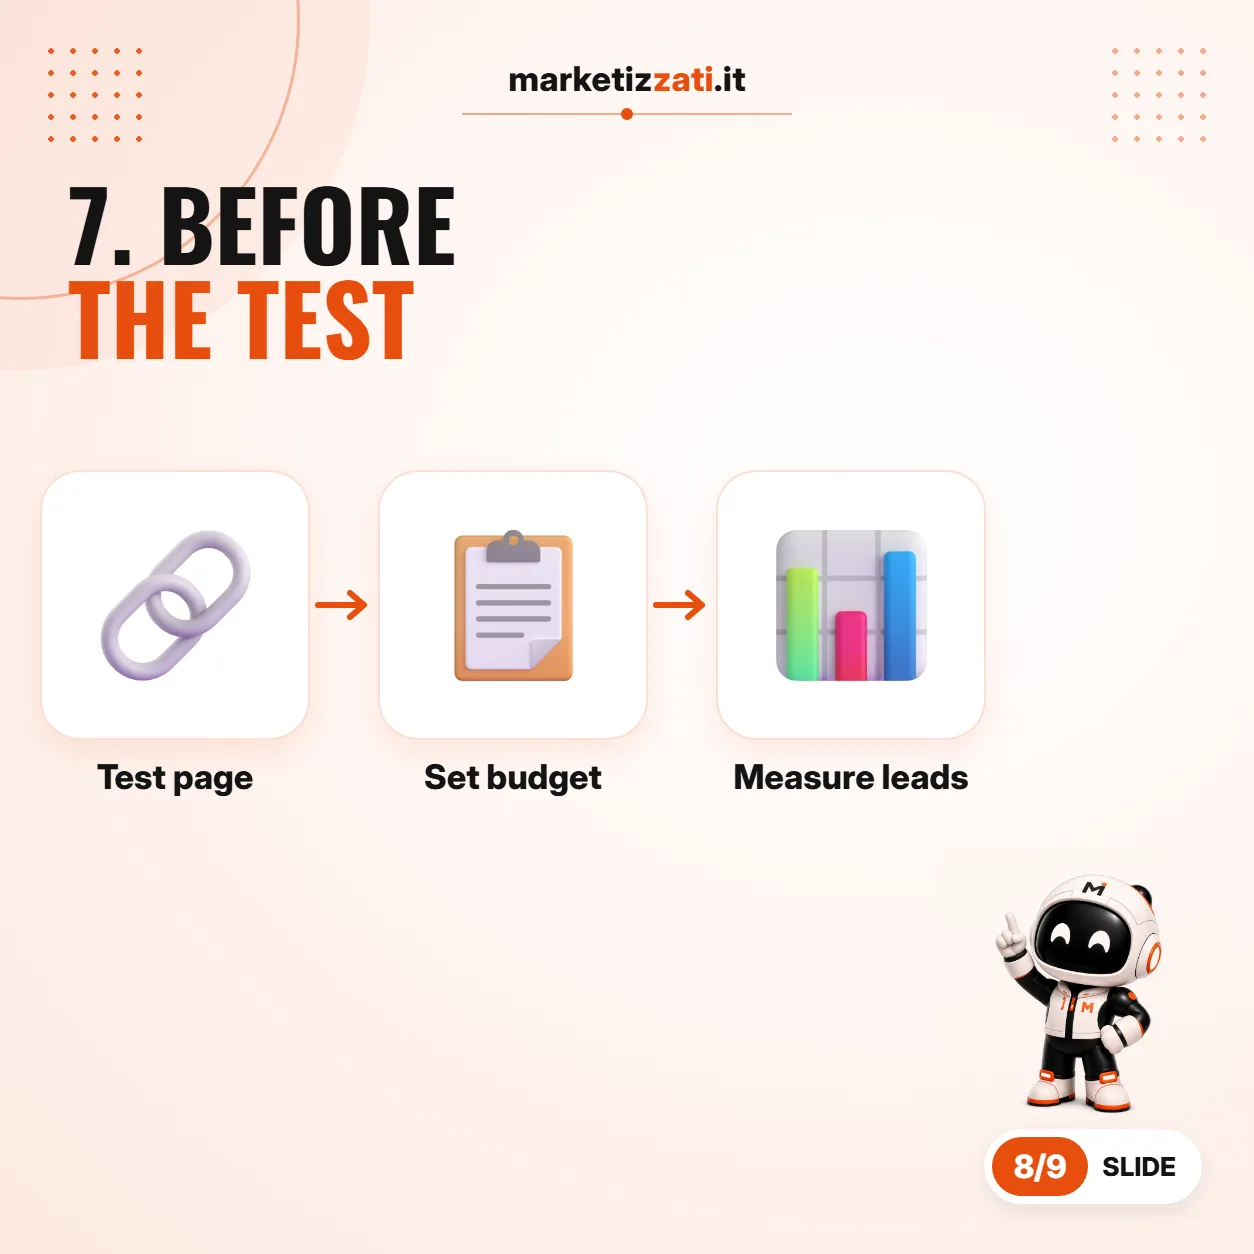 marketizzati.it
7. BEFORE
THE TEST
Test page
Set budget
Measure leads
M
M
8/9 SLIDE